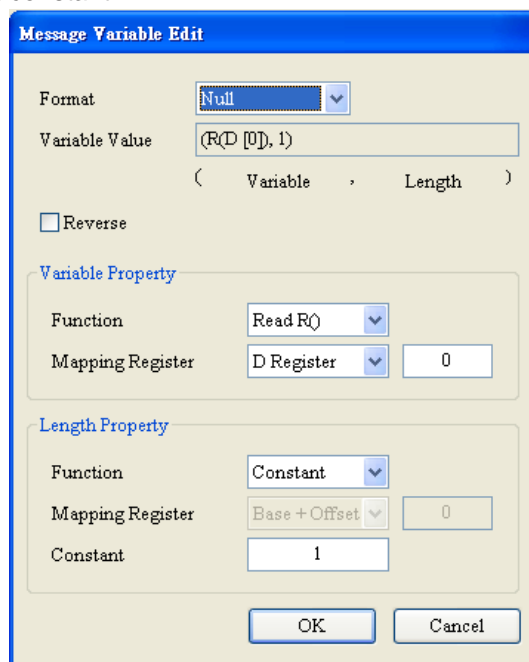 Message Variable Edit
Format Null
Variable Value (R(D [0]), 1)
( Variable , Length )
Reverse
Variable Property
Function Read R()
Mapping Register D Register 0
Length Property
Function Constant
Mapping Register Base + Offset 0
Constant 1
OK Cancel